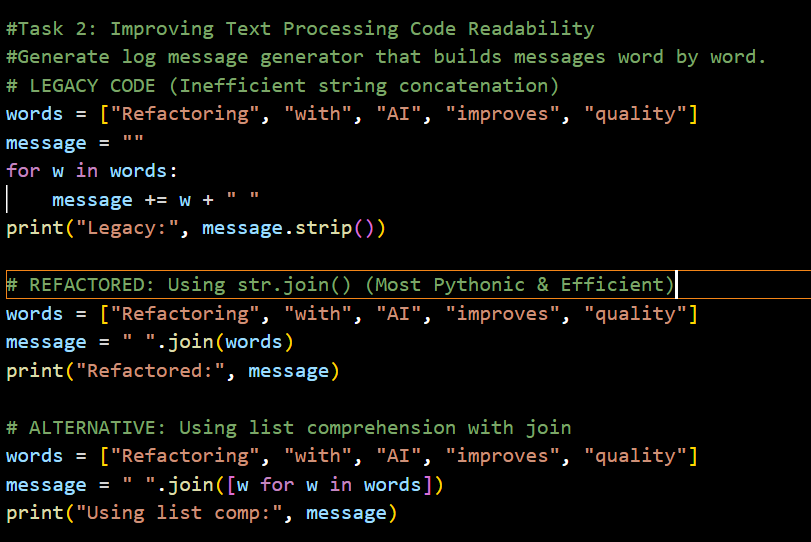 #Task 2: Improving Text Processing Code Readability
#Generate log message generator that builds messages word by word.
# LEGACY CODE (Inefficient string concatenation)
words = ["Refactoring", "with", "AI", "improves", "quality"]
message = ""
for w in words:
    message += w + " "
print("Legacy:", message.strip())

# REFACTORED: Using str.join() (Most Pythonic & Efficient)
words = ["Refactoring", "with", "AI", "improves", "quality"]
message = " ".join(words)
print("Refactored:", message)

# ALTERNATIVE: Using list comprehension with join
words = ["Refactoring", "with", "AI", "improves", "quality"]
message = " ".join([w for w in words])
print("Using list comp:", message)